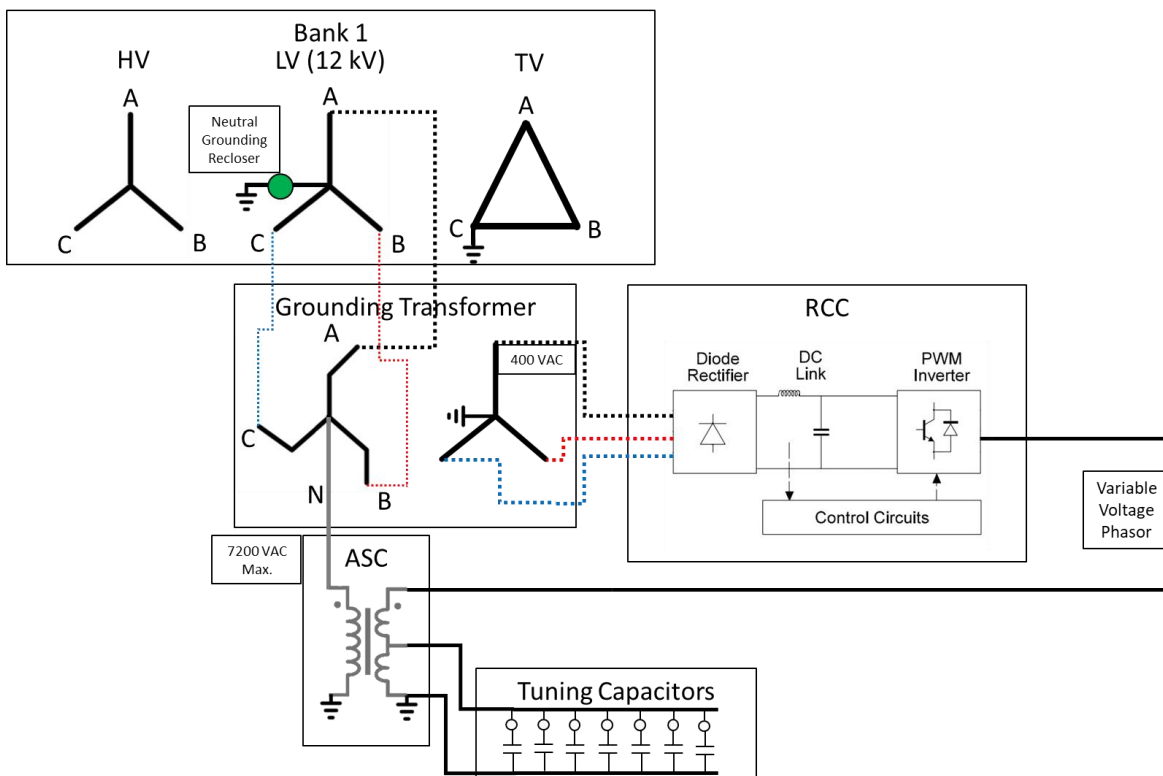 Bank 1
HV
LV (12 kV)
TV
A
A
A
Neutral
Grounding
Recloser
C
B
C
B
C
B
Grounding Transformer
RCC
A
400 VAC
Diode
Rectifier
DC
Link
PWM
Inverter
C
N
B
Control Circuits
Variable
Voltage
Phasor
7200 VAC
Max.
ASC
Tuning Capacitors